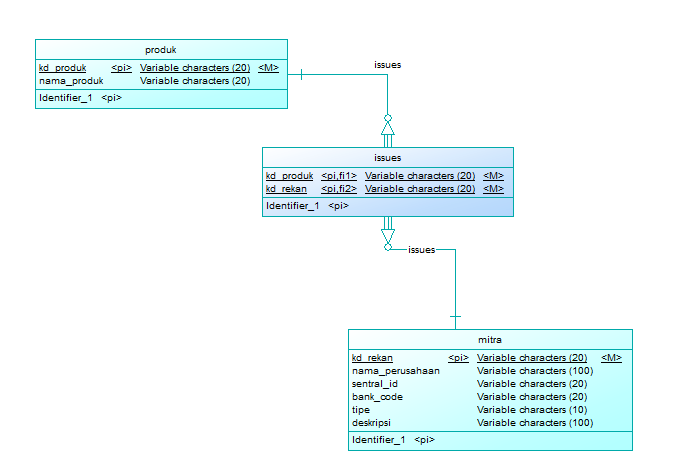 produk
kd_produk <pi> Variable characters (20) <M>
nama_produk Variable characters (20)
Identifier_1 <pi>
issues
issues
kd_produk <pi,fi1> Variable characters (20) <M>
kd_rekan <pi,fi2> Variable characters (20) <M>
Identifier_1 <pi>
issues
mitra
kd_rekan <pi> Variable characters (20) <M>
nama_perusahaan Variable characters (100)
sentral_id Variable characters (20)
bank_code Variable characters (20)
tipe Variable characters (10)
deskripsi Variable characters (100)
Identifier_1 <pi>